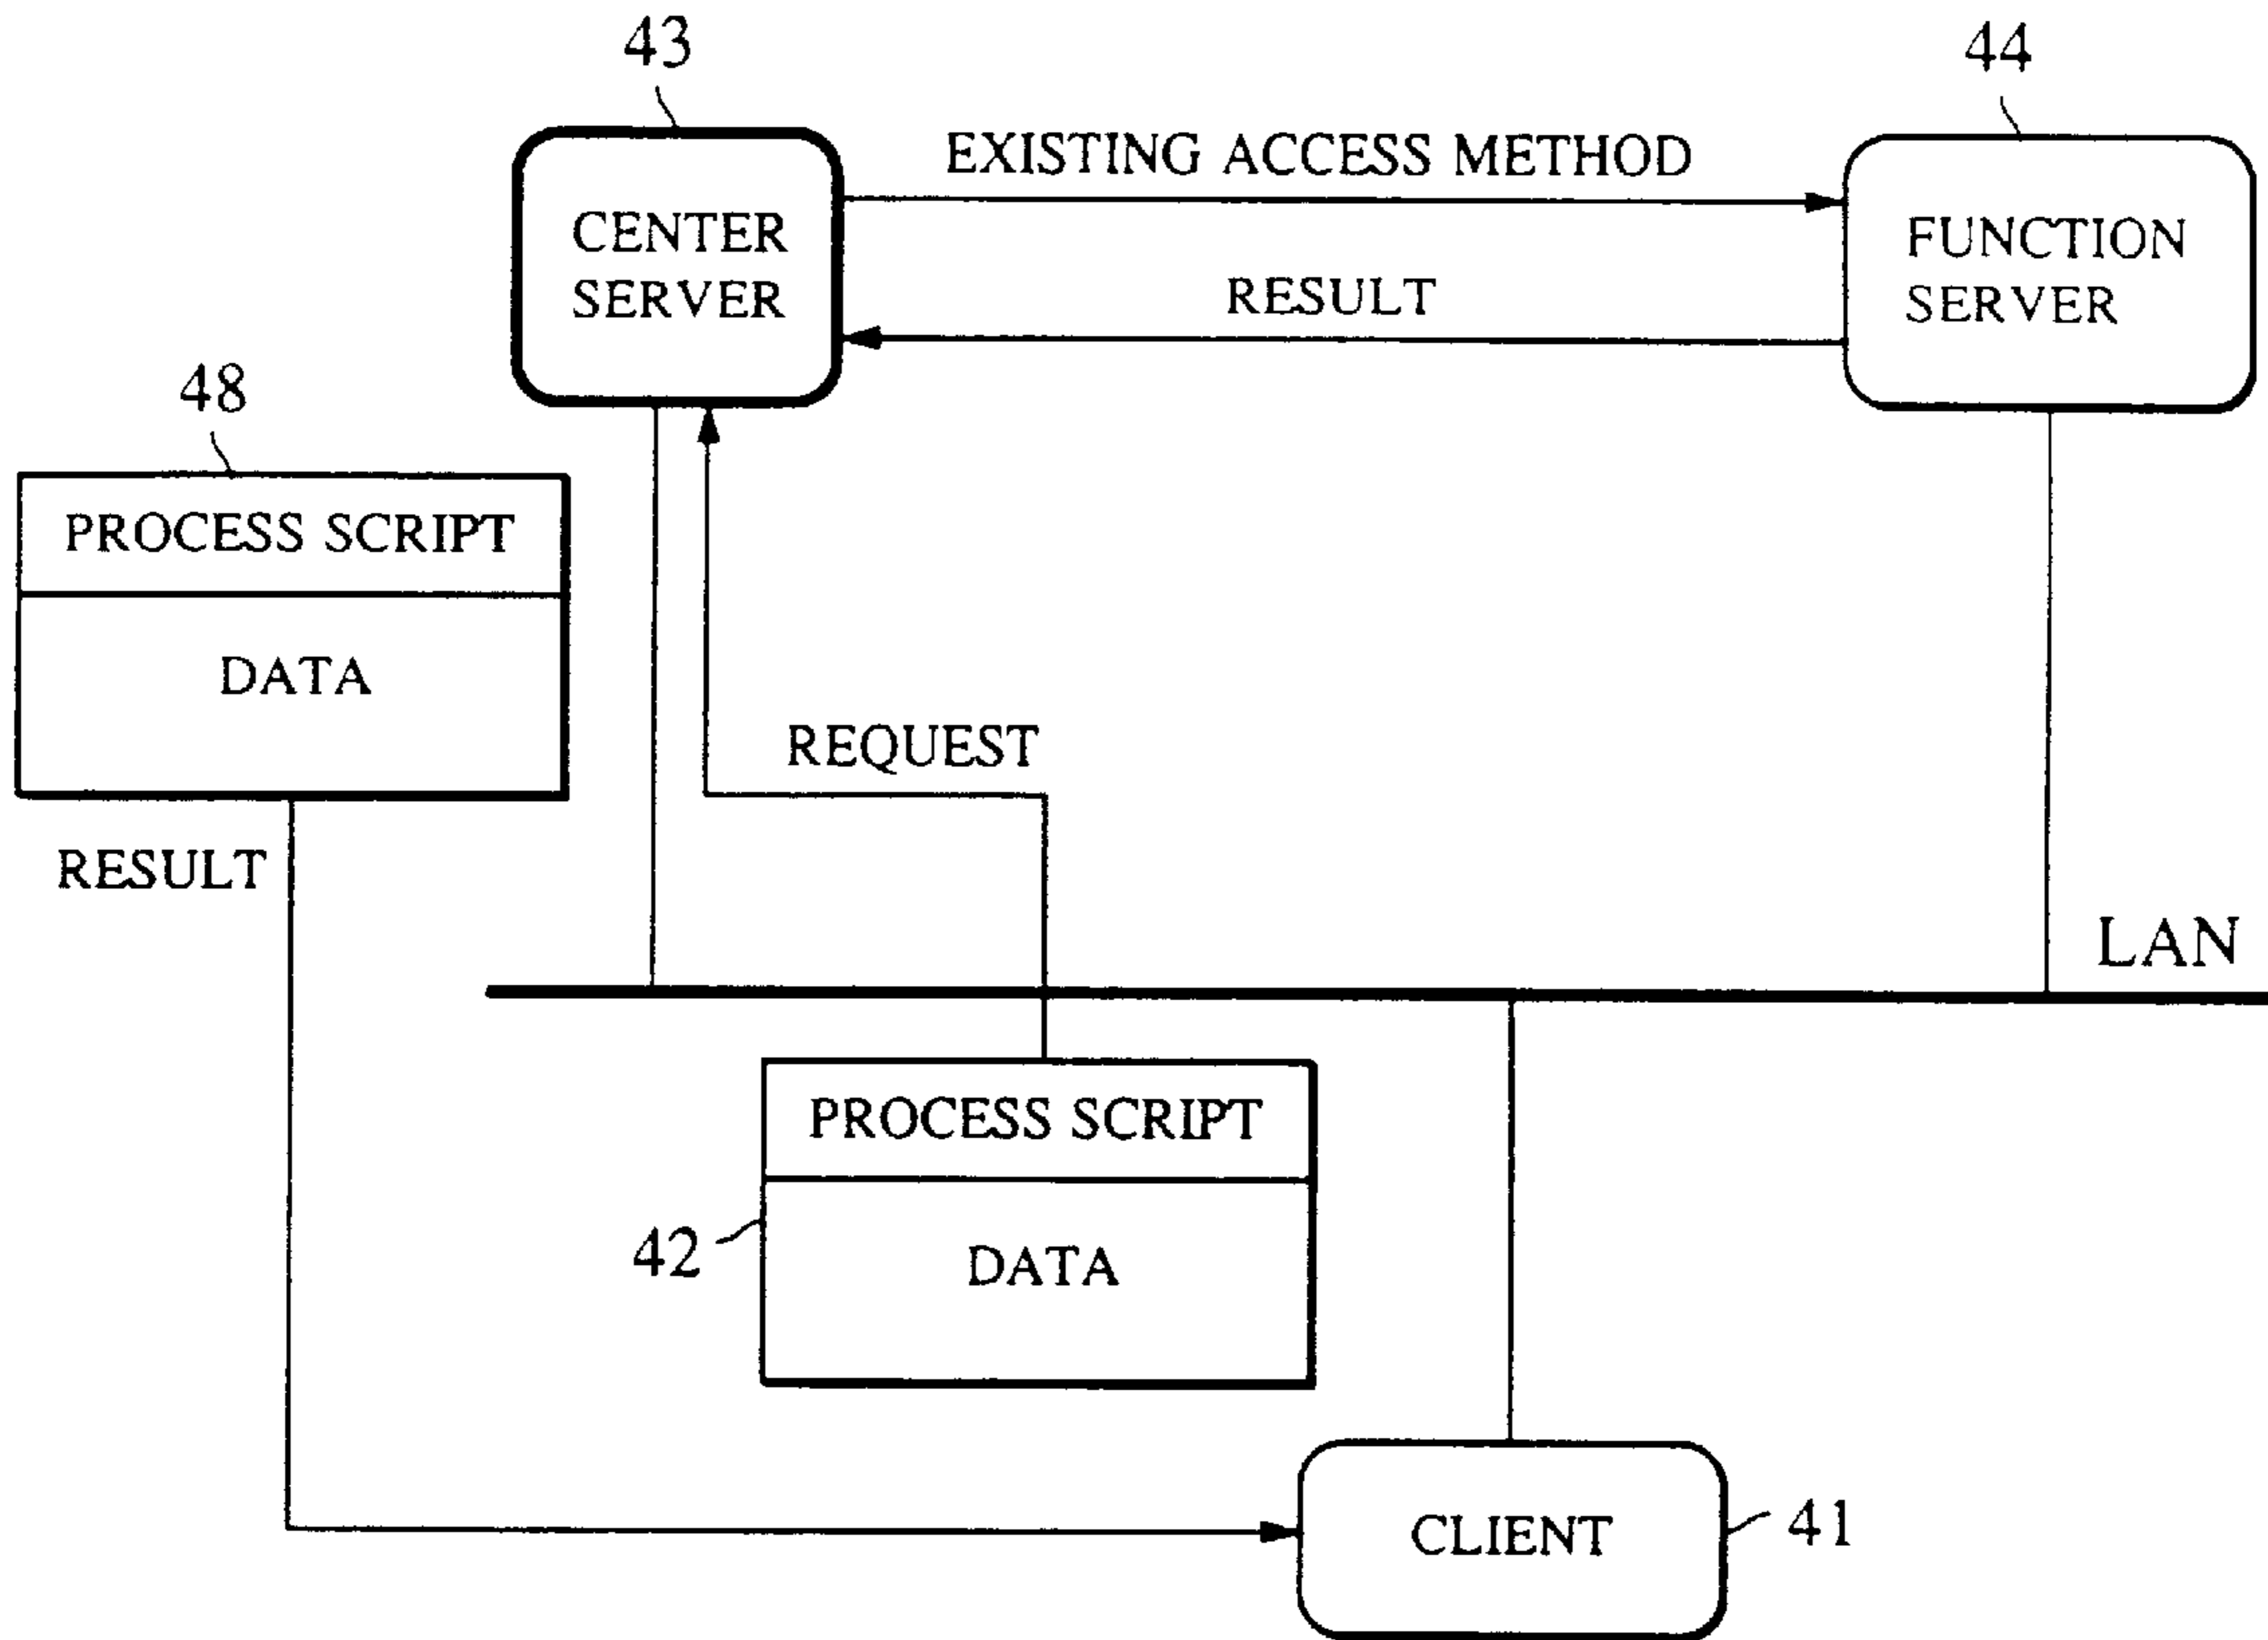 43
44
EXISTING ACCESS METHOD
CENTER
SERVER
FUNCTION
SERVER
RESULT
48
PROCESS SCRIPT
DATA
REQUEST
RESULT
LAN
PROCESS SCRIPT
42
DATA
CLIENT
41